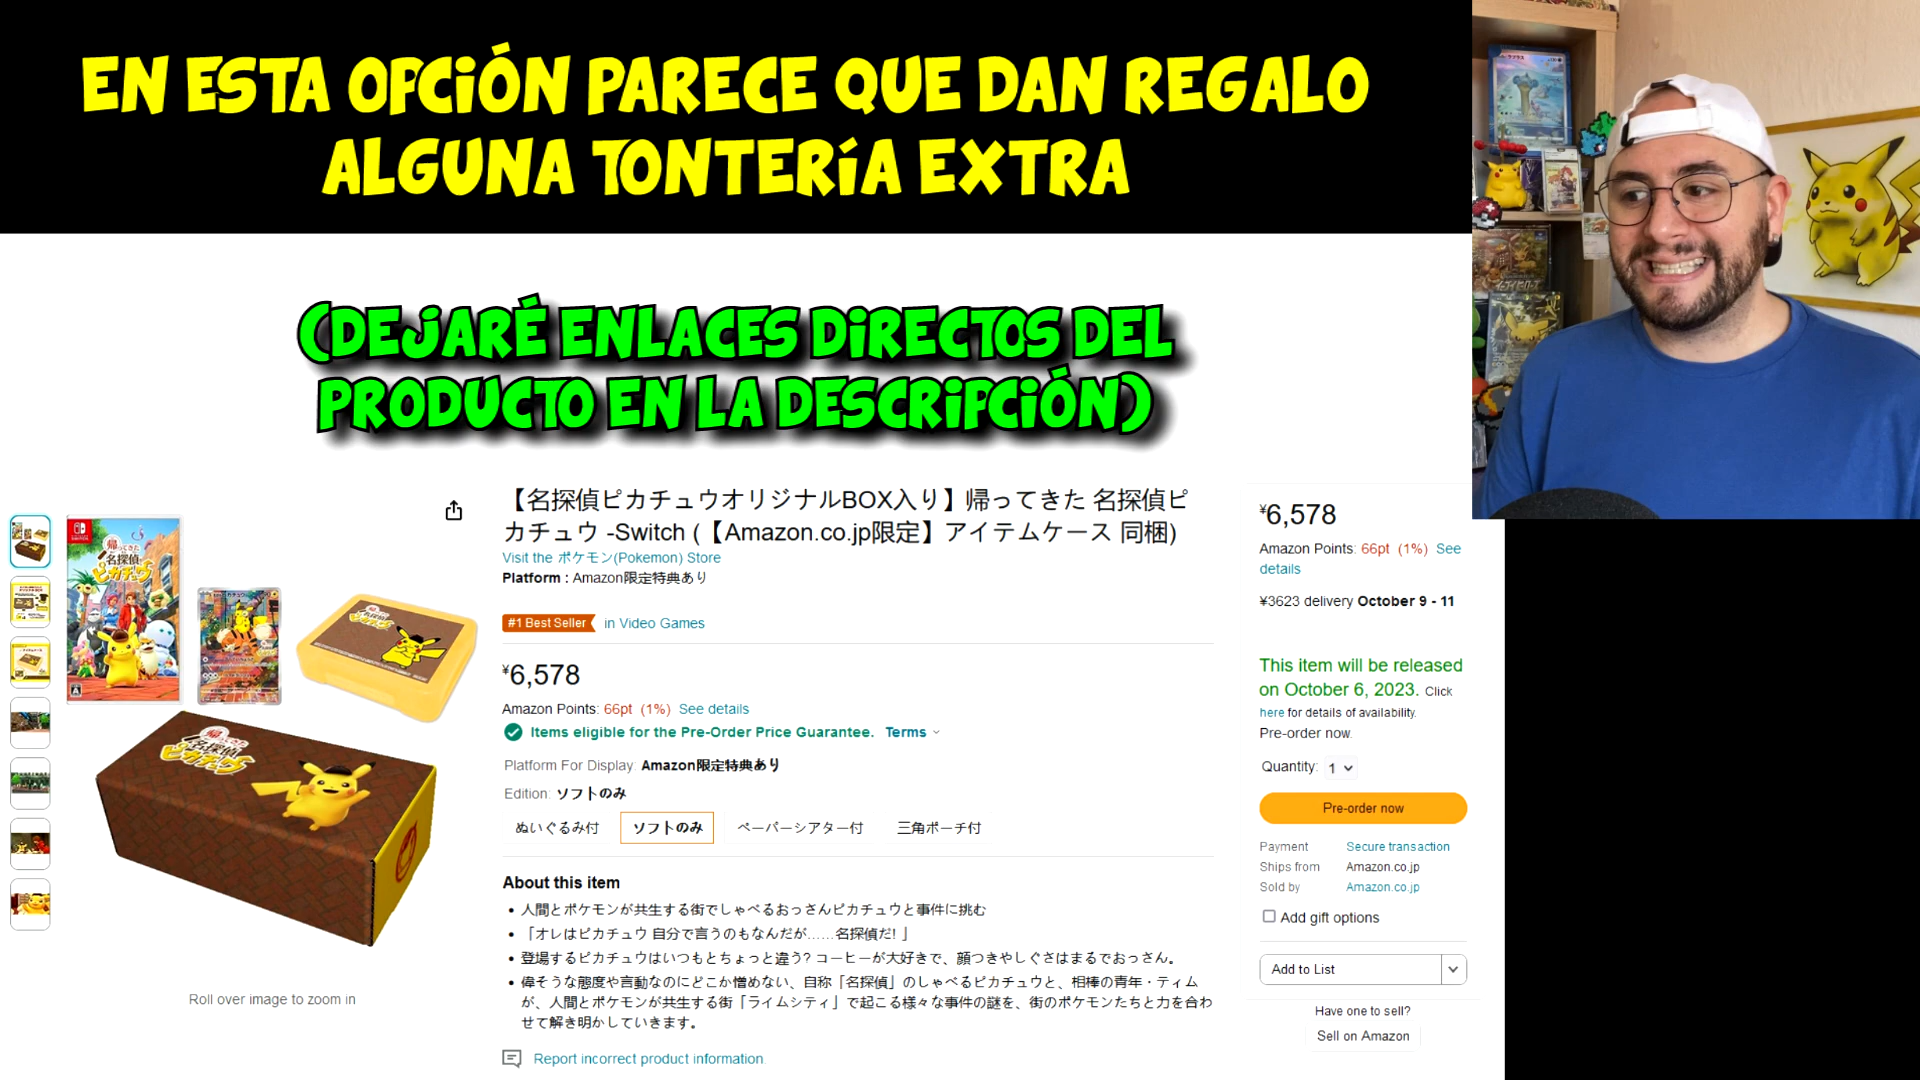 EN ESTA OPCIÓN PARECE QUE DAN REGALO
ALGUNA TONTERÍA EXTRA
(DEJARÉ ENLACES DIRECTOS DEL
PRODUCTO EN LA DESCRIPCIÓN)
帰ってきた
名探偵
ピカチュウ
【名探偵ピカチュウオリジナルBOX入り】帰ってきた 名探偵ピ
カチュウ -Switch (【Amazon.co.jp限定】アイテムケース 同梱)
Visit the ポケモン(Pokemon) Store
Platform : Amazon限定特典あり
#1 Best Seller in Video Games
¥6,578
Amazon Points: 66pt (1%) See details
Items eligible for the Pre-Order Price Guarantee. Terms
Platform For Display: Amazon限定特典あり
Edition: ソフトのみ
ぬいぐるみ付 ソフトのみ ペーパーシアター付 三角ポーチ付
About this item
• 人間とポケモンが共生する街でしゃべるおっさんピカチュウと事件に挑む
• 「オレはピカチュウ 自分で言うのもなんだが……名探偵だ! 」
• 登場するピカチュウはいつもとちょっと違う? コーヒーが大好きで、顔つきやしぐさはまるでおっさん。
• 偉そうな態度や言動なのにどこか憎めない、自称「名探偵」のしゃべるピカチュウと、相棒の青年・ティム
が、人間とポケモンが共生する街「ライムシティ」で起こる様々な事件の謎を、街のポケモンたちと力を合わ
せて解き明かしていきます。
Report incorrect product information
Roll over image to zoom in
¥6,578
Amazon Points: 66pt (1%) See
details
¥3623 delivery October 9 - 11
This item will be released
on October 6, 2023. Click
here for details of availability.
Pre-order now.
Quantity: 1
Pre-order now
Payment Secure transaction
Ships from Amazon.co.jp
Sold by Amazon.co.jp
Add gift options
Add to List
Have one to sell?
Sell on Amazon